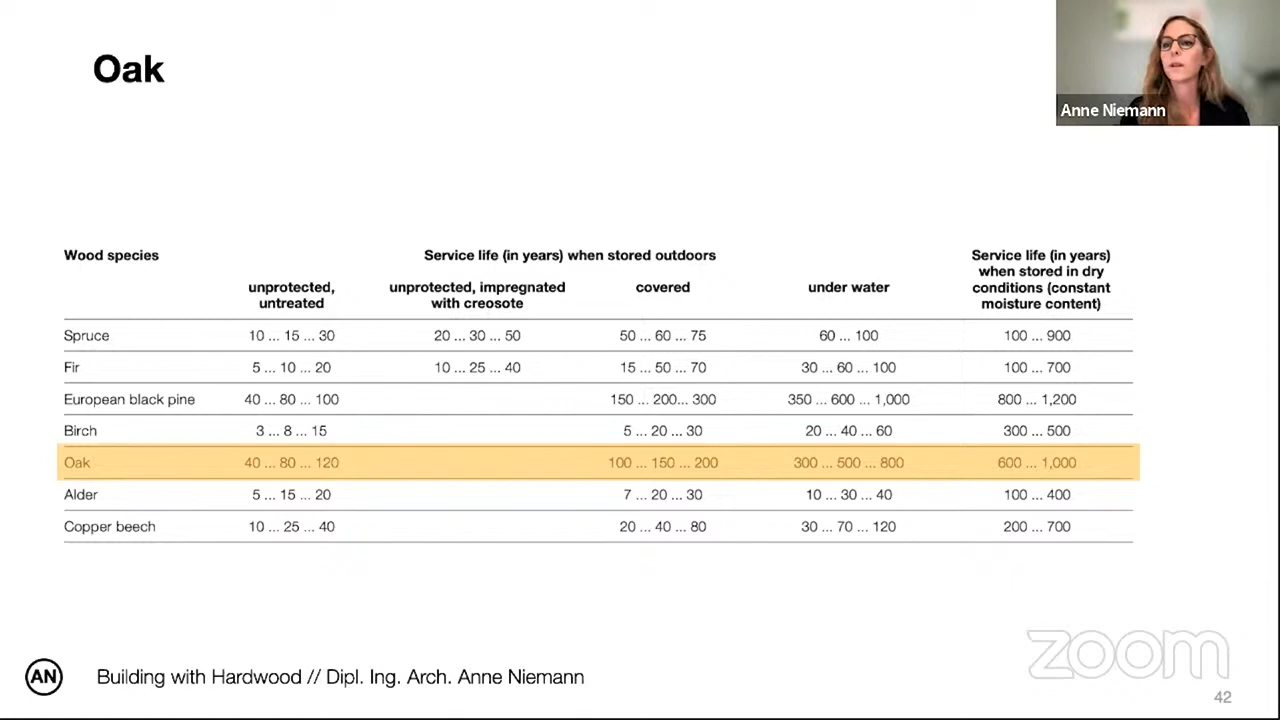 Oak
Anne Niemann
Wood species
Service life (in years) when stored outdoors
Service life (in years)
when stored in dry
conditions (constant
moisture content)
unprotected,
untreated
unprotected, impregnated
with creosote
covered
under water
Spruce 10 ... 15 ... 30 20 ... 30 ... 50 50 ... 60 ... 75 60 ... 100 100 ... 900
Fir 5 ... 10 ... 20 10 ... 25 ... 40 15 ... 50 ... 70 30 ... 60 ... 100 100 ... 700
European black pine 40 ... 80 ... 100 150 ... 200... 300 350 ... 600 ... 1,000 800 ... 1,200
Birch 3 ... 8 ... 15 5 ... 20 ... 30 20 ... 40 ... 60 300 ... 500
Oak 40 ... 80 ... 120 100 ... 150 ... 200 300 ... 500 ... 800 600 ... 1,000
Alder 5 ... 15 ... 20 7 ... 20 ... 30 10 ... 30 ... 40 100 ... 400
Copper beech 10 ... 25 ... 40 20 ... 40 ... 80 30 ... 70 ... 120 200 ... 700
zoom
AN Building with Hardwood // Dipl. Ing. Arch. Anne Niemann
42